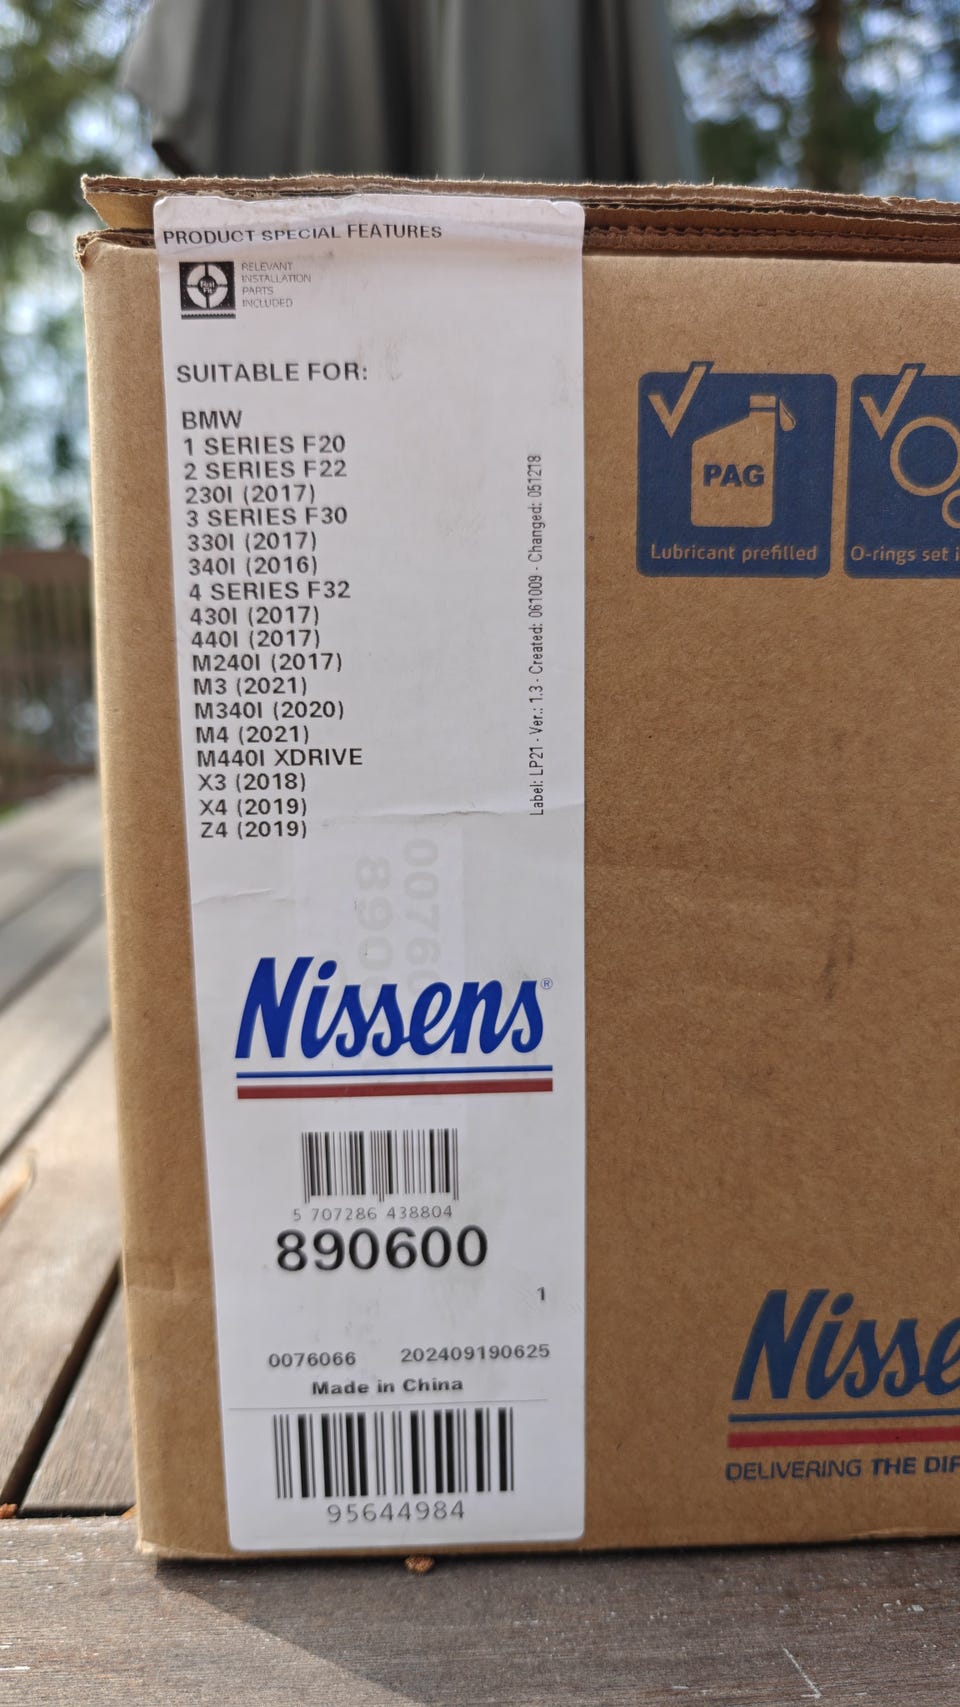 PRODUCT SPECIAL FEATURES
Best Fit
RELEVANT
INSTALLATION
PARTS
INCLUDED
SUITABLE FOR:
BMW
1 SERIES F20
2 SERIES F22
230I (2017)
3 SERIES F30
330I (2017)
340I (2016)
4 SERIES F32
430I (2017)
440I (2017)
M240I (2017)
M3 (2021)
M340I (2020)
M4 (2021)
M440I XDRIVE
X3 (2018)
X4 (2019)
Z4 (2019)
Label: LP21 - Ver.: 1.3 - Created: 061009 - Changed: 051218
Nissens®
5 707286 438804
890600
1
0076066 202409190625
Made in China
95644984
PAG
Lubricant prefilled
O-rings set i
Nisse
DELIVERING THE DIF